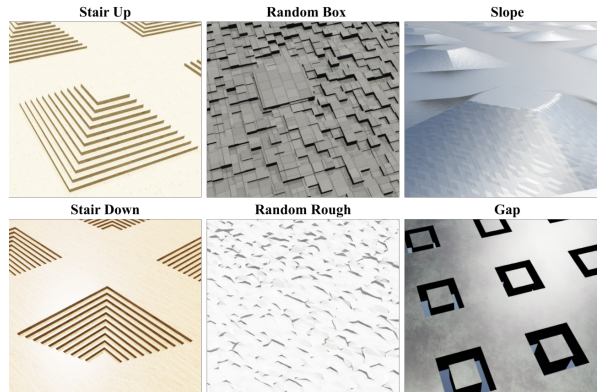 Stair Up
Random Box
Slope
Stair Down
Random Rough
Gap